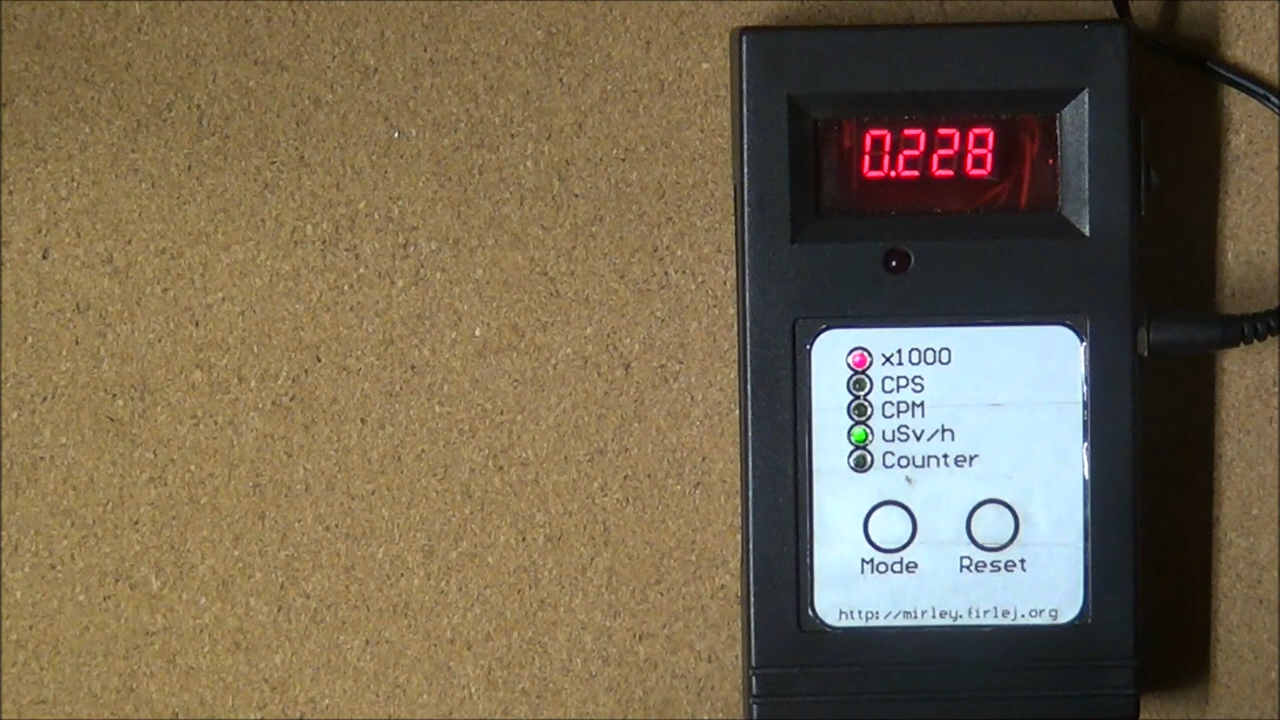 0.228
x1000
CPS
CPM
uSv/h
Counter
Mode Reset
http://mirley.firlej.org